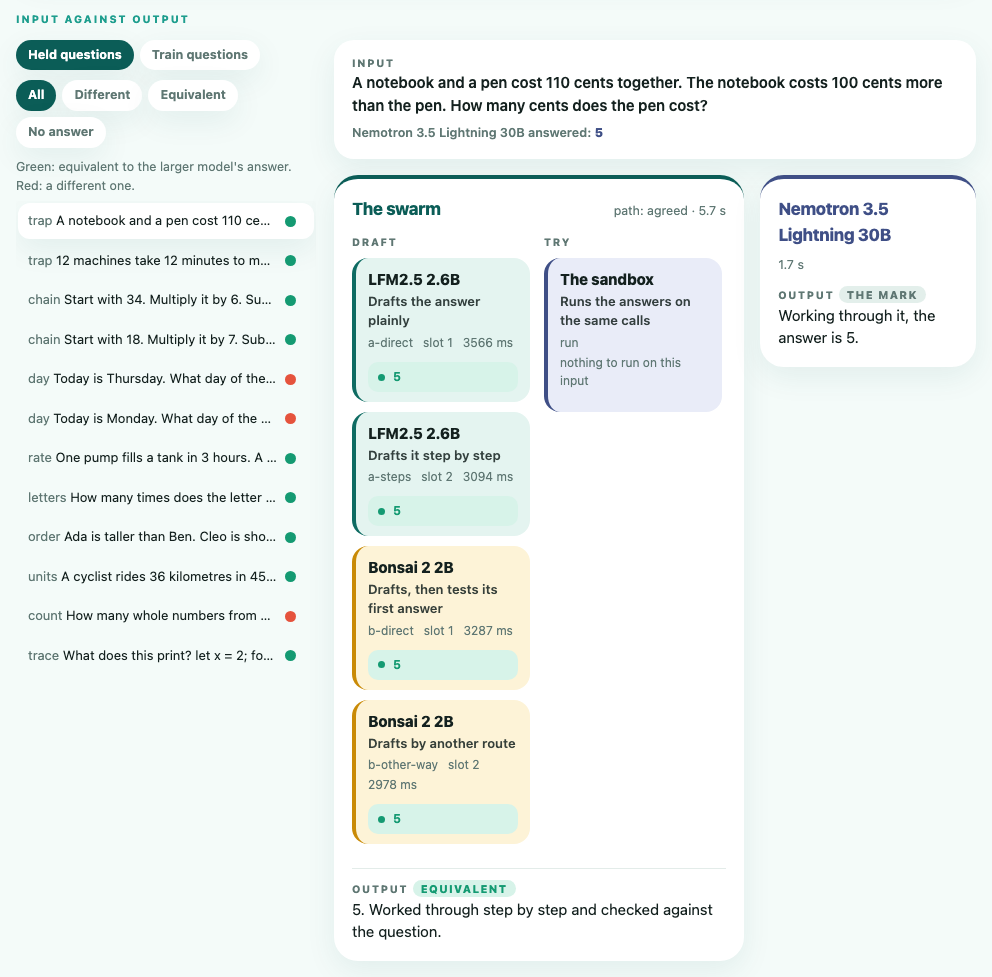 INPUT AGAINST OUTPUT
Held questions
Train questions
All
Different
Equivalent
No answer
Green: equivalent to the larger model's answer.
Red: a different one.
trap A notebook and a pen cost 110 ce...
trap 12 machines take 12 minutes to m...
chain Start with 34. Multiply it by 6. Su...
chain Start with 18. Multiply it by 7. Sub...
day Today is Thursday. What day of the...
day Today is Monday. What day of the ...
rate One pump fills a tank in 3 hours. A ...
letters How many times does the letter ...
order Ada is taller than Ben. Cleo is sho...
units A cyclist rides 36 kilometres in 45...
count How many whole numbers from ...
trace What does this print? let x = 2; fo...
INPUT
A notebook and a pen cost 110 cents together. The notebook costs 100 cents more
than the pen. How many cents does the pen cost?
Nemotron 3.5 Lightning 30B answered: 5
The swarm
path: agreed · 5.7 s
DRAFT
LFM2.5 2.6B
Drafts the answer
plainly
a-direct slot 1 3566 ms
5
LFM2.5 2.6B
Drafts it step by step
a-steps slot 2 3094 ms
5
Bonsai 2 2B
Drafts, then tests its
first answer
b-direct slot 1 3287 ms
5
Bonsai 2 2B
Drafts by another route
b-other-way slot 2
2978 ms
5
TRY
The sandbox
Runs the answers on
the same calls
run
nothing to run on this
input
OUTPUT EQUIVALENT
5. Worked through step by step and checked against
the question.
Nemotron 3.5
Lightning 30B
1.7 s
OUTPUT THE MARK
Working through it, the
answer is 5.